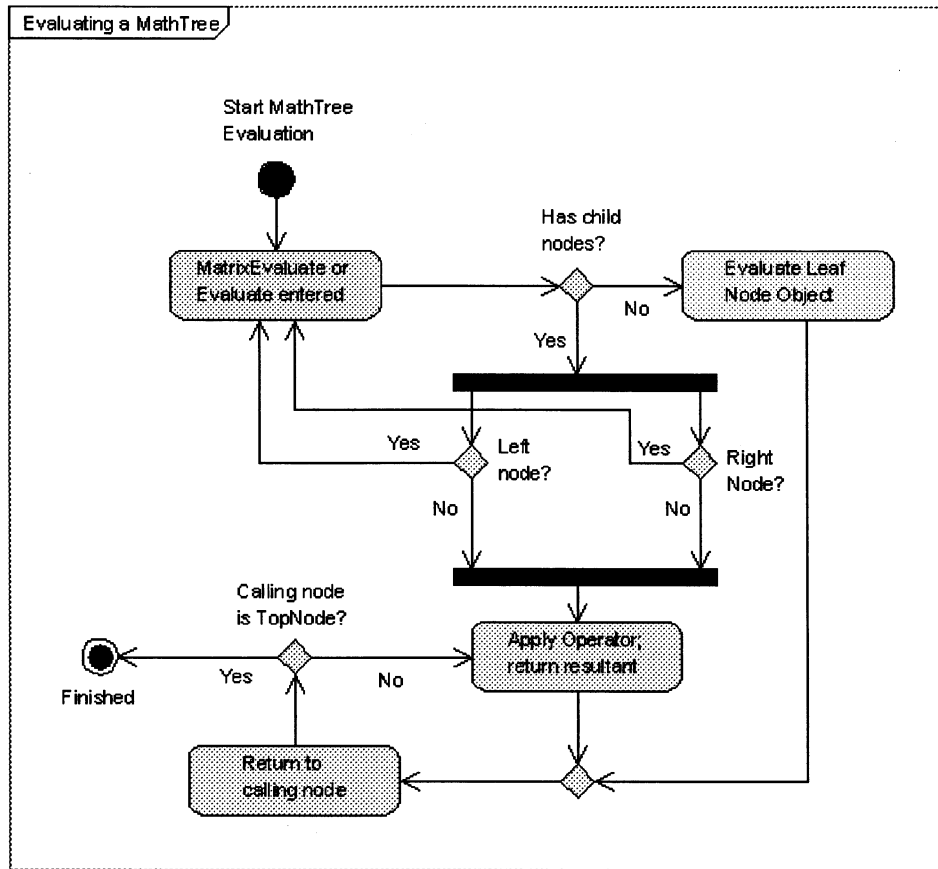 Evaluating a MathTree
Start MathTree
Evaluation
Has child
nodes?
MatrixEvaluate or
Evaluate entered
Evaluate Leaf
Node Object
No
Yes
Yes
Left
node?
Yes
Right
Node?
No
No
Calling node
is TopNode?
Apply Operator,
return resultant
Yes
No
Finished
Return to
calling node